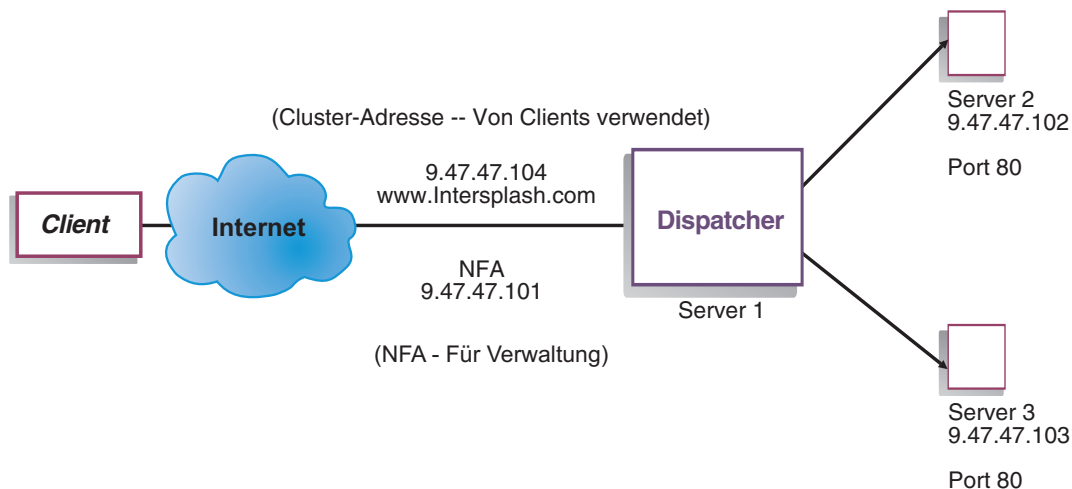 (Cluster-Adresse -- Von Clients verwendet)
9.47.47.104
www.Intersplash.com
Client
Internet
NFA
9.47.47.101
(NFA - Für Verwaltung)
Dispatcher
Server 1
Server 2
9.47.47.102
Port 80
Server 3
9.47.47.103
Port 80